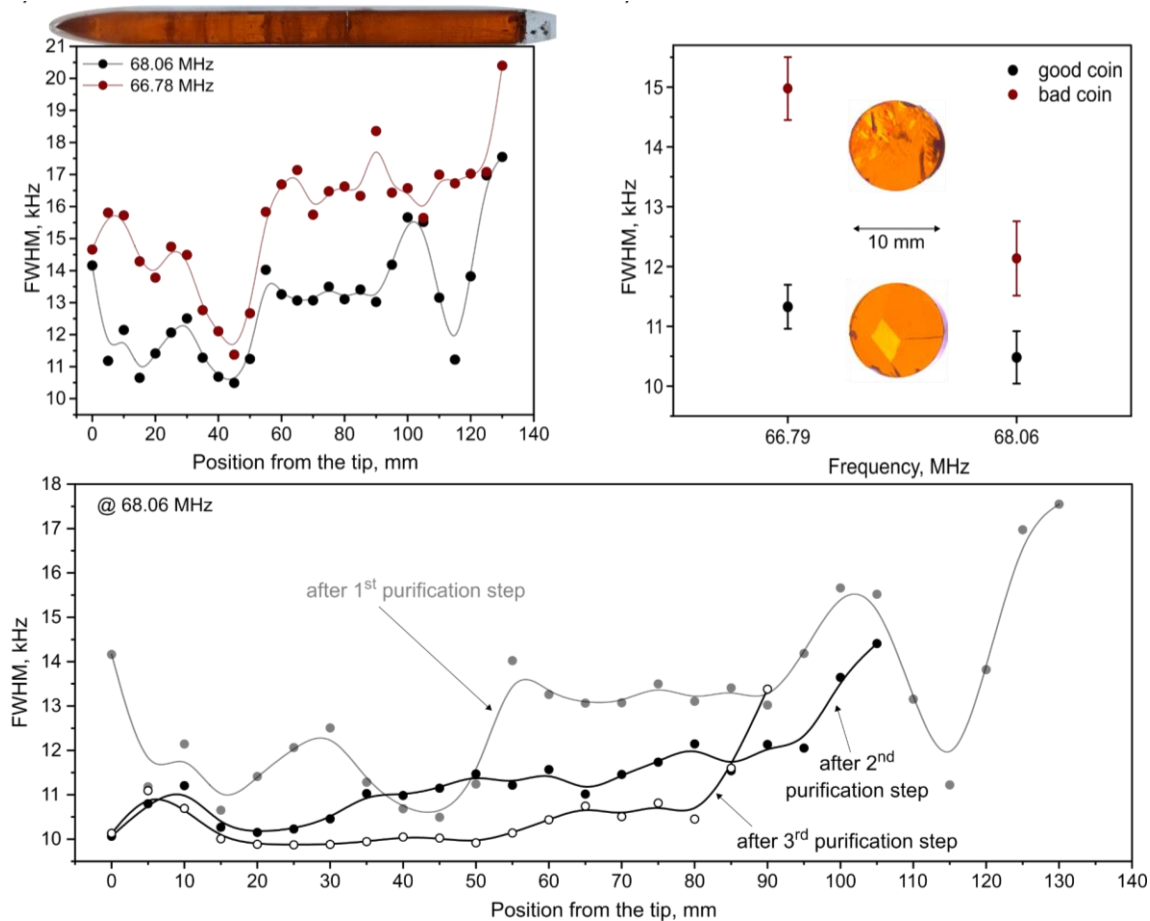 21
20
19
18
17
16
15
14
13
12
11
10
FWHM, kHz
68.06 MHz
66.78 MHz
0 20 40 60 80 100 120 140
Position from the tip, mm
15
14
13
12
11
10
FWHM, kHz
good coin
bad coin
10 mm
66.79 68.06
Frequency, MHz
18
17
16
15
14
13
12
11
10
FWHM, kHz
@ 68.06 MHz
after 1st purification step
after 2nd
purification step
after 3rd purification step
0 10 20 30 40 50 60 70 80 90 100 110 120 130 140
Position from the tip, mm